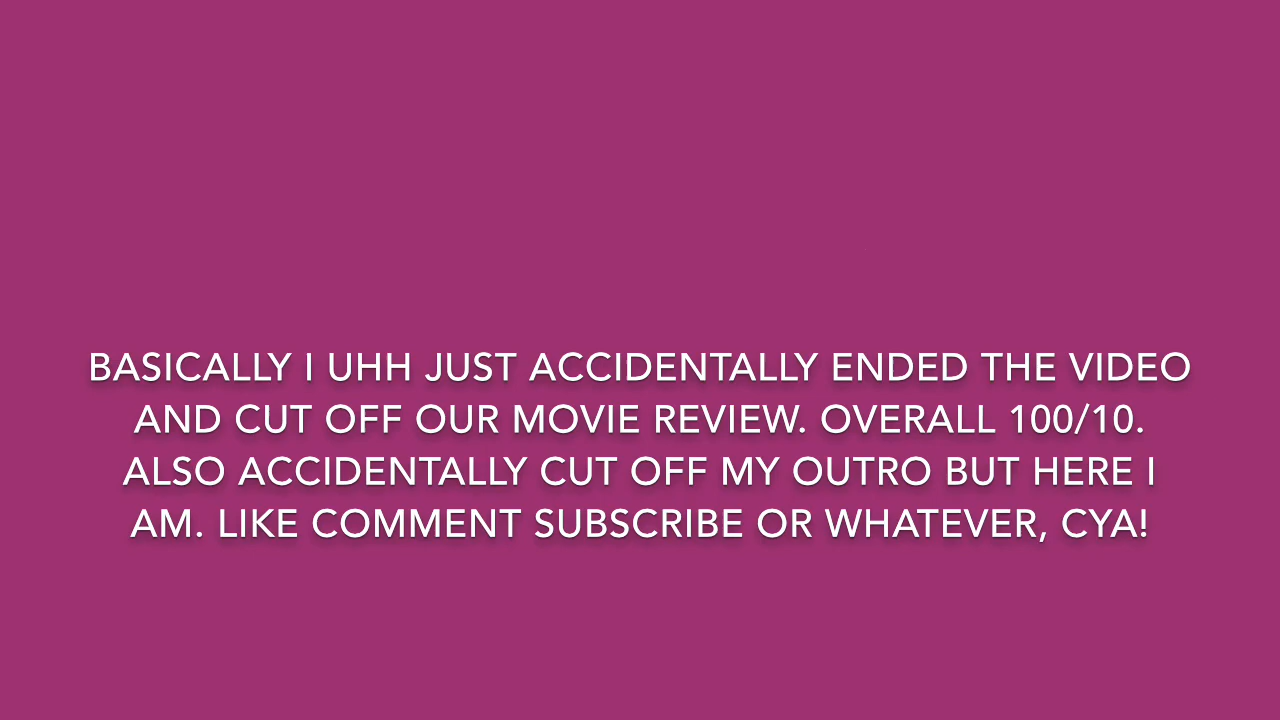 BASICALLY I UHH JUST ACCIDENTALLY ENDED THE VIDEO
AND CUT OFF OUR MOVIE REVIEW. OVERALL 100/10.
ALSO ACCIDENTALLY CUT OFF MY OUTRO BUT HERE I
AM. LIKE COMMENT SUBSCRIBE OR WHATEVER, CYA!